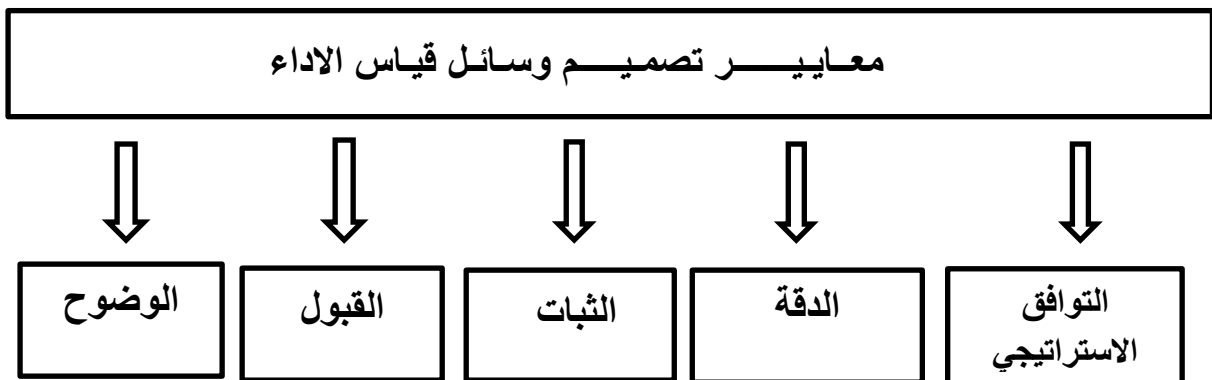 معايير تصميم وسائل قياس الاداء
التوافق
الاستراتيجي
الدقة
الثبات
القبول
الوضوح